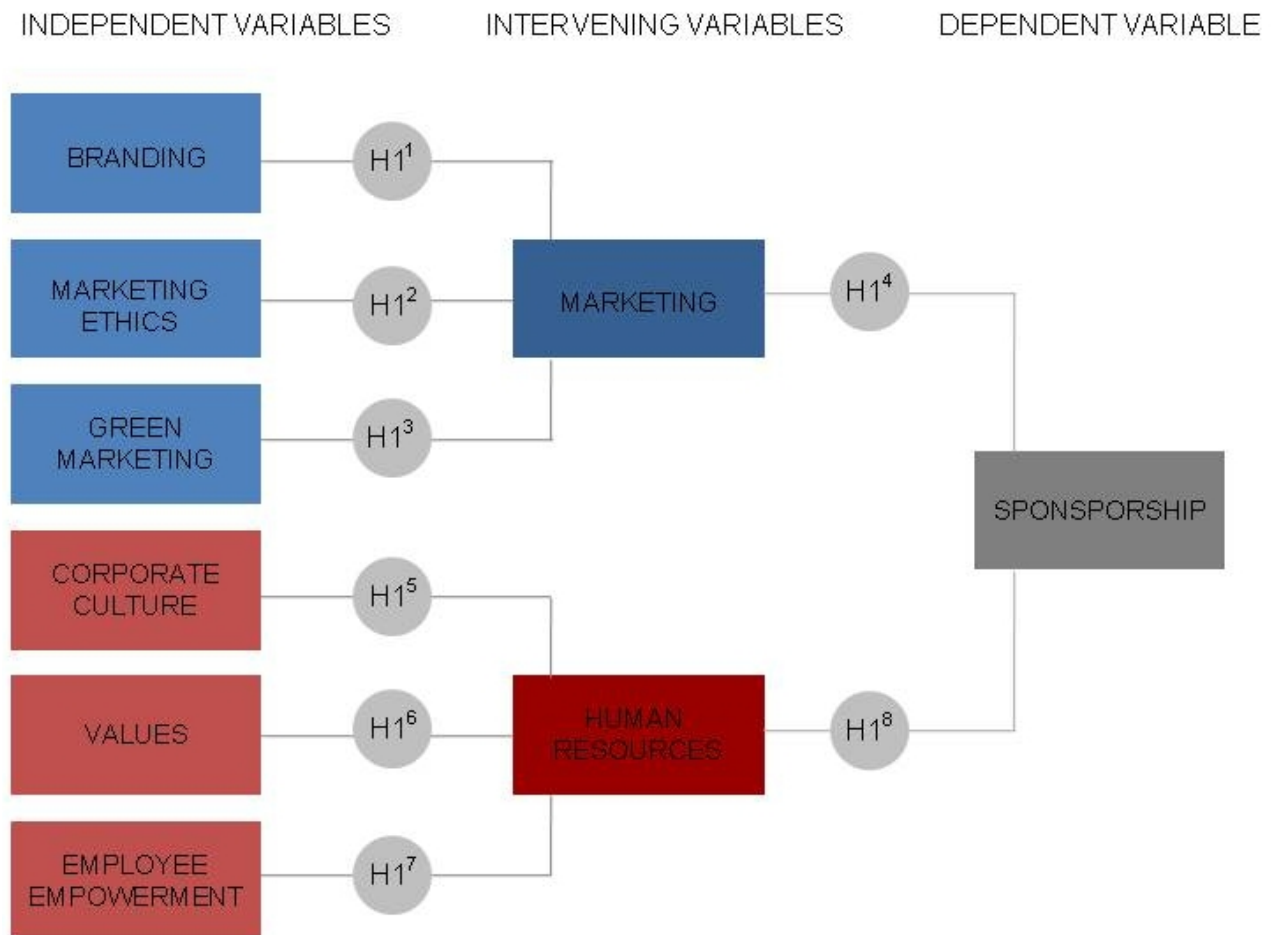 INDEPENDENT VARIABLES
INTERVENING VARIABLES
DEPENDENT VARIABLE
BRANDING
H1¹
MARKETING
ETHICS
H1²
MARKETING
H1⁴
GREEN
MARKETING
H1³
SPONSPORSHIP
CORPORATE
CULTURE
H1⁵
VALUES
H1⁶
HUMAN
RESOURCES
H1⁸
EMPLOYEE
EMPOWERMENT
H1⁷